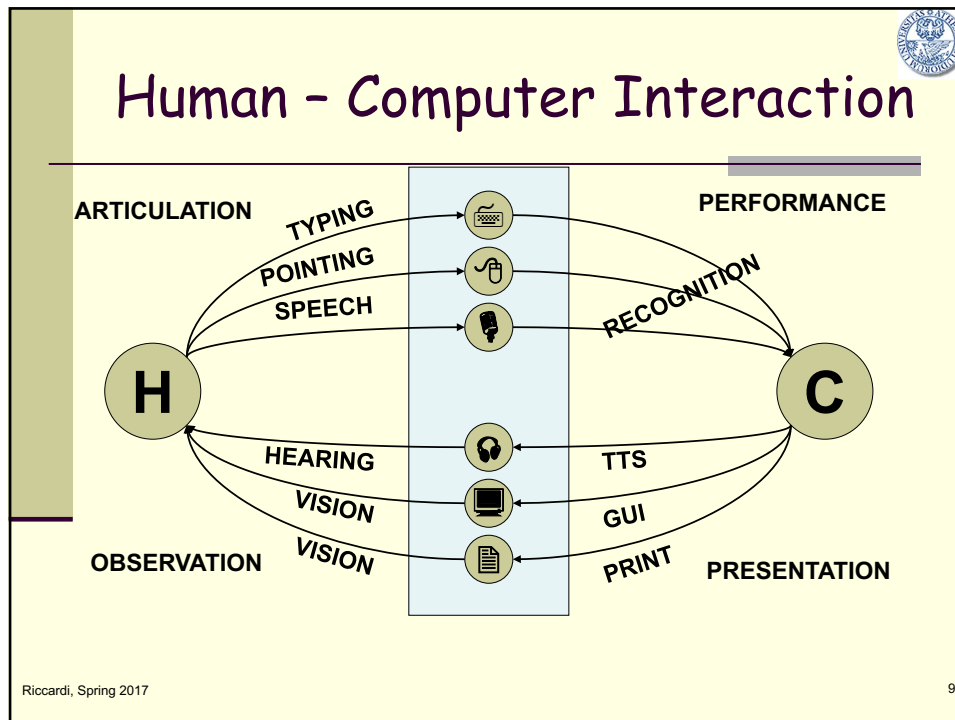 Human – Computer Interaction
ARTICULATION
PERFORMANCE
TYPING
POINTING
SPEECH
RECOGNITION
H
C
HEARING
TTS
VISION
GUI
VISION
PRINT
OBSERVATION
PRESENTATION
Riccardi, Spring 2017
9